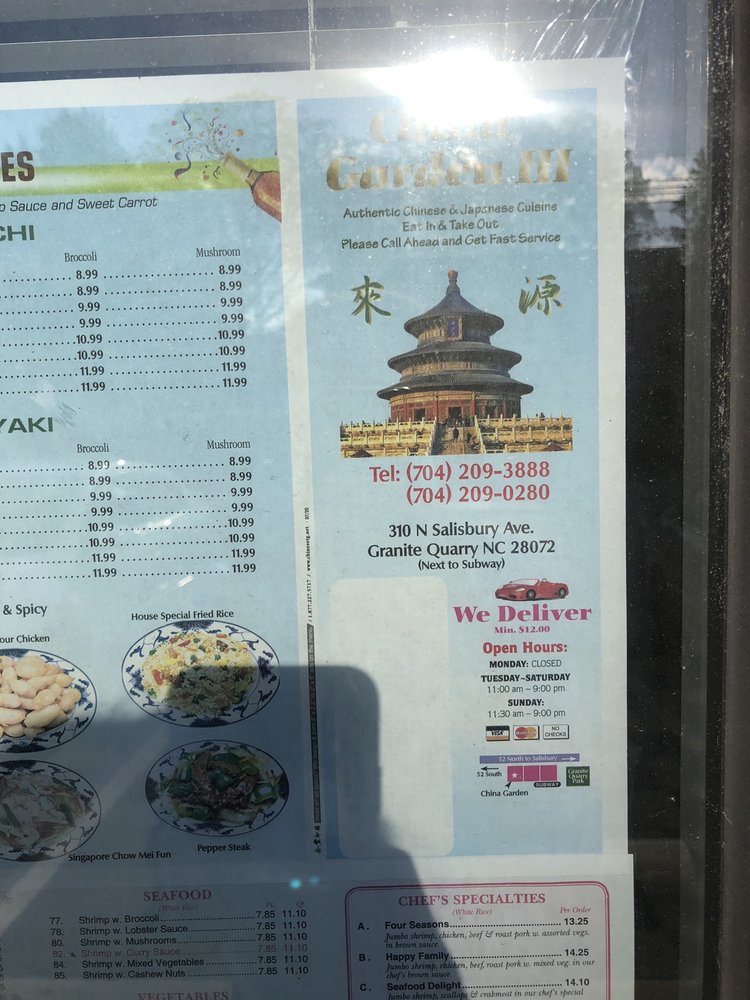 ES
Sauce and Sweet Carrot
CHI
Broccoli Mushroom
8.99 8.99
8.99 8.99
9.99 9.99
9.99 9.99
10.99 10.99
10.99 10.99
11.99 11.99
11.99 11.99
YAKI
Broccoli Mushroom
8.99 8.99
8.99 8.99
9.99 9.99
9.99 9.99
10.99 10.99
10.99 10.99
11.99 11.99
11.99 11.99
& Spicy
our Chicken
House Special Fried Rice
Singapore Chow Mei Fun
Pepper Steak
China
Garden III
Authentic Chinese & Japanese Cuisine
Eat In & Take Out
Please Call Ahead and Get Fast Service
來 源
Tel: (704) 209-3888
(704) 209-0280
310 N Salisbury Ave.
Granite Quarry NC 28072
(Next to Subway)
We Deliver
Min. $12.00
Open Hours:
MONDAY: CLOSED
TUESDAY~SATURDAY
11:00 am – 9:00 pm
SUNDAY:
11:30 am – 9:00 pm
VISA MasterCard NO CHECKS
52 North to Salisbury
52 South
SUBWAY
Granite Quarry Park
China Garden
SEAFOOD
(White Rice) Pt. Qt.
77. Shrimp w. Broccoli 7.85 11.10
78. Shrimp w. Lobster Sauce 7.85 11.10
80. Shrimp w. Mushrooms 7.85 11.10
82. Shrimp w. Curry Sauce 7.85 11.10
84. Shrimp w. Mixed Vegetables 7.85 11.10
85. Shrimp w. Cashew Nuts 7.85 11.10
VEGETABLES
CHEF'S SPECIALTIES
(White Rice) Per Order
A. Four Seasons 13.25
Jumbo shrimp, chicken, beef & roast pork w. assorted vegs.
in brown sauce.
B. Happy Family 14.25
Jumbo shrimp, chicken, beef, roast pork w. mixed veg. in our
chef's brown sauce.
C. Seafood Delight 14.10
Jumbo shrimp, scallops & crabmeat in our chef's special